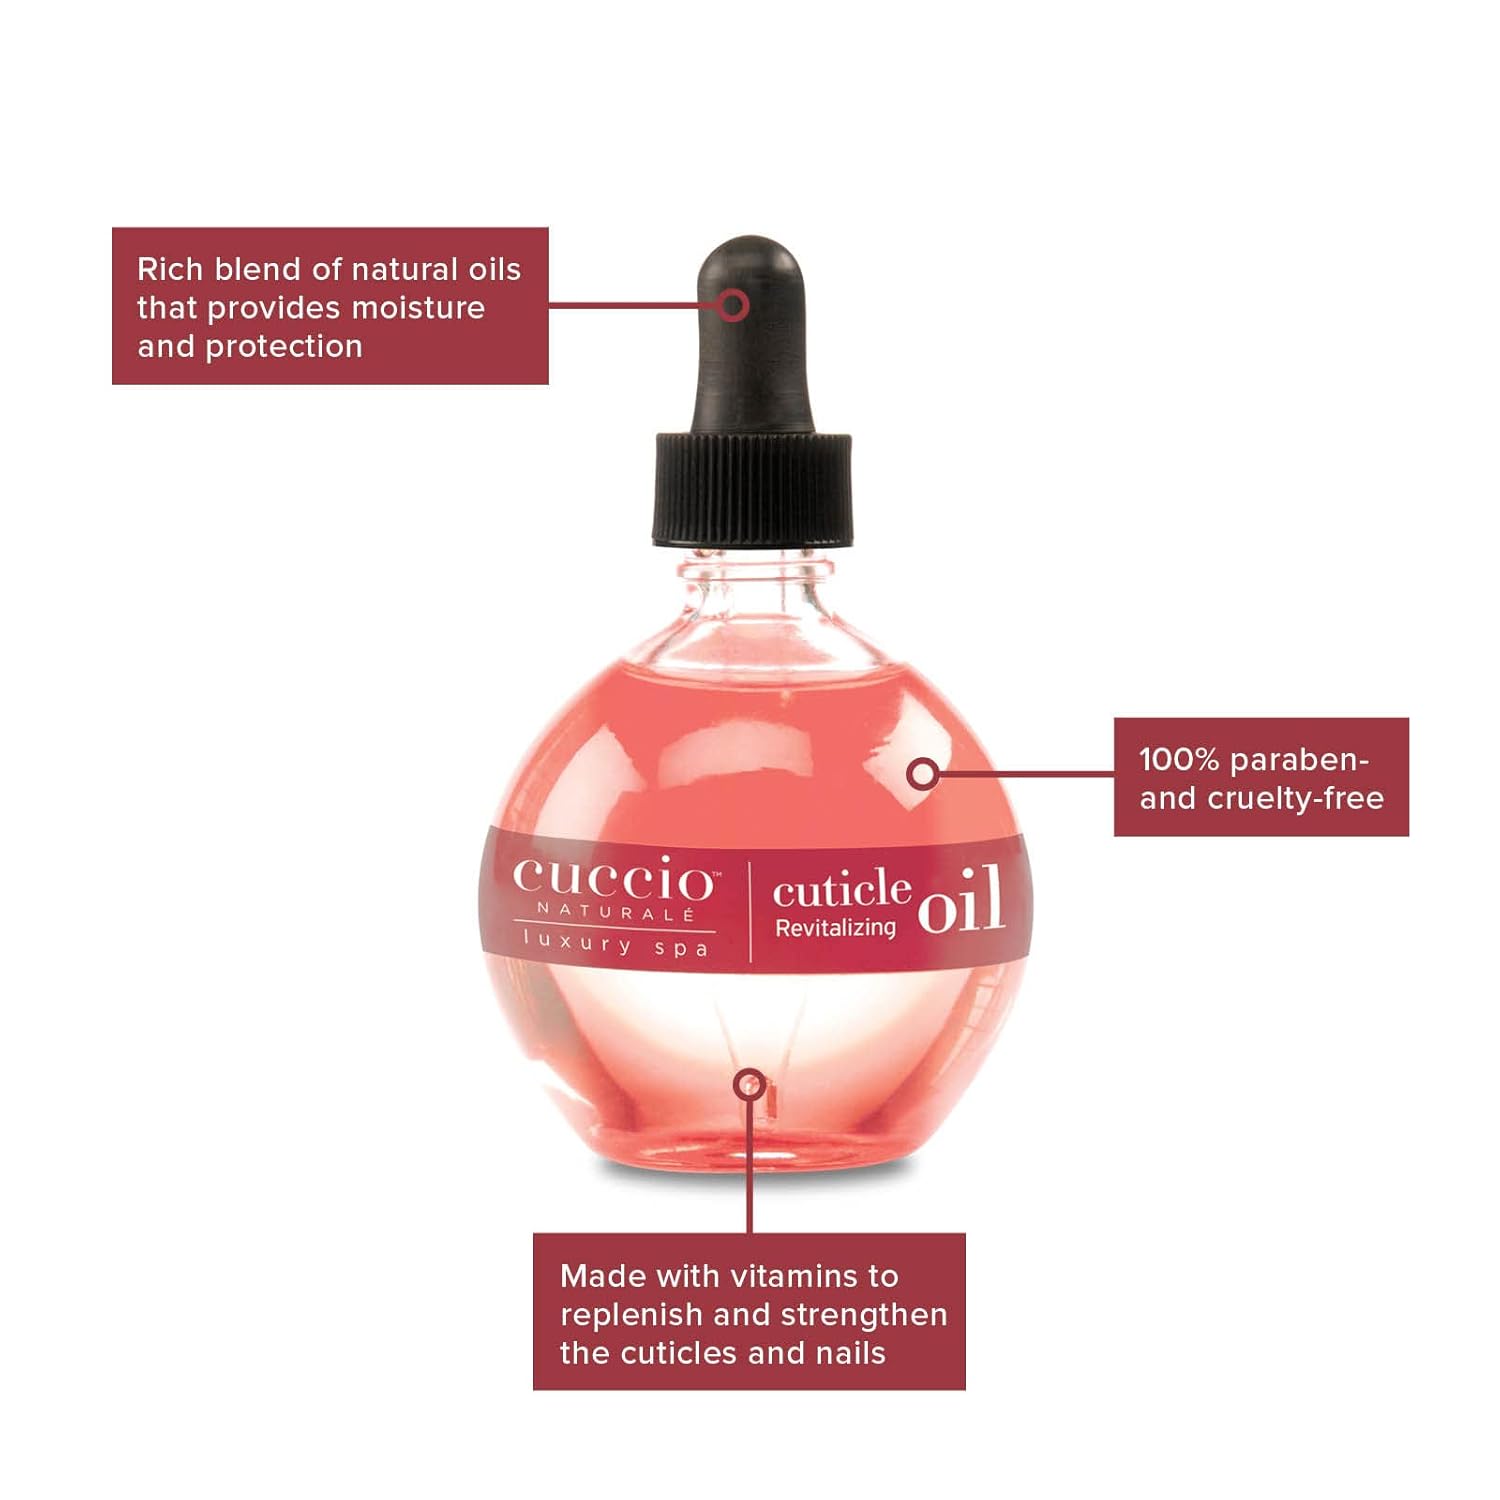 Rich blend of natural oils
that provides moisture
and protection
100% paraben-
and cruelty-free
cuccio™
NATURALÉ
luxury spa
cuticle
Revitalizing
oil
Made with vitamins to
replenish and strengthen
the cuticles and nails